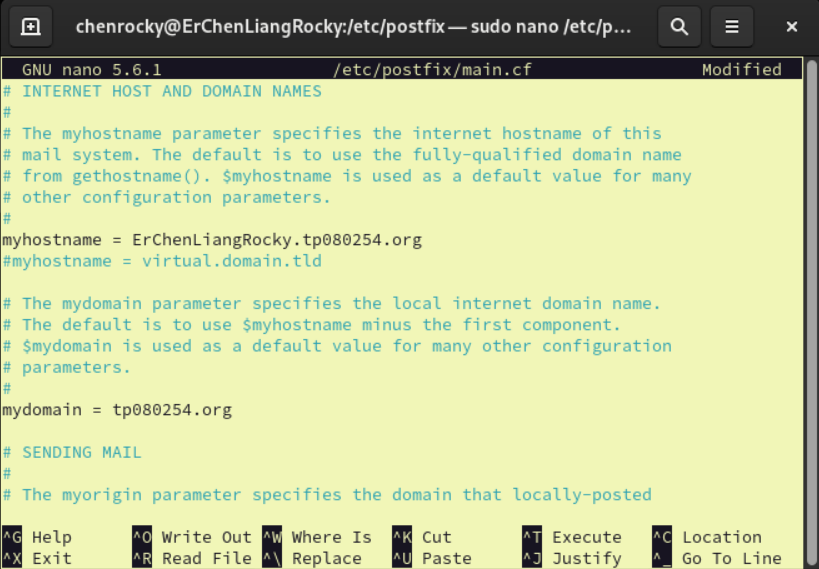 chenrocky@ErChenLiangRocky:/etc/postfix — sudo nano /etc/p...
GNU nano 5.6.1 /etc/postfix/main.cf Modified
# INTERNET HOST AND DOMAIN NAMES
#
# The myhostname parameter specifies the internet hostname of this
# mail system. The default is to use the fully-qualified domain name
# from gethostname(). $myhostname is used as a default value for many
# other configuration parameters.
#
myhostname = ErChenLiangRocky.tp080254.org
#myhostname = virtual.domain.tld
# The mydomain parameter specifies the local internet domain name.
# The default is to use $myhostname minus the first component.
# $mydomain is used as a default value for many other configuration
# parameters.
#
mydomain = tp080254.org
# SENDING MAIL
#
# The myorigin parameter specifies the domain that locally-posted
^G Help ^O Write Out ^W Where Is ^K Cut ^T Execute ^C Location
^X Exit ^R Read File ^\ Replace ^U Paste ^J Justify ^_ Go To Line